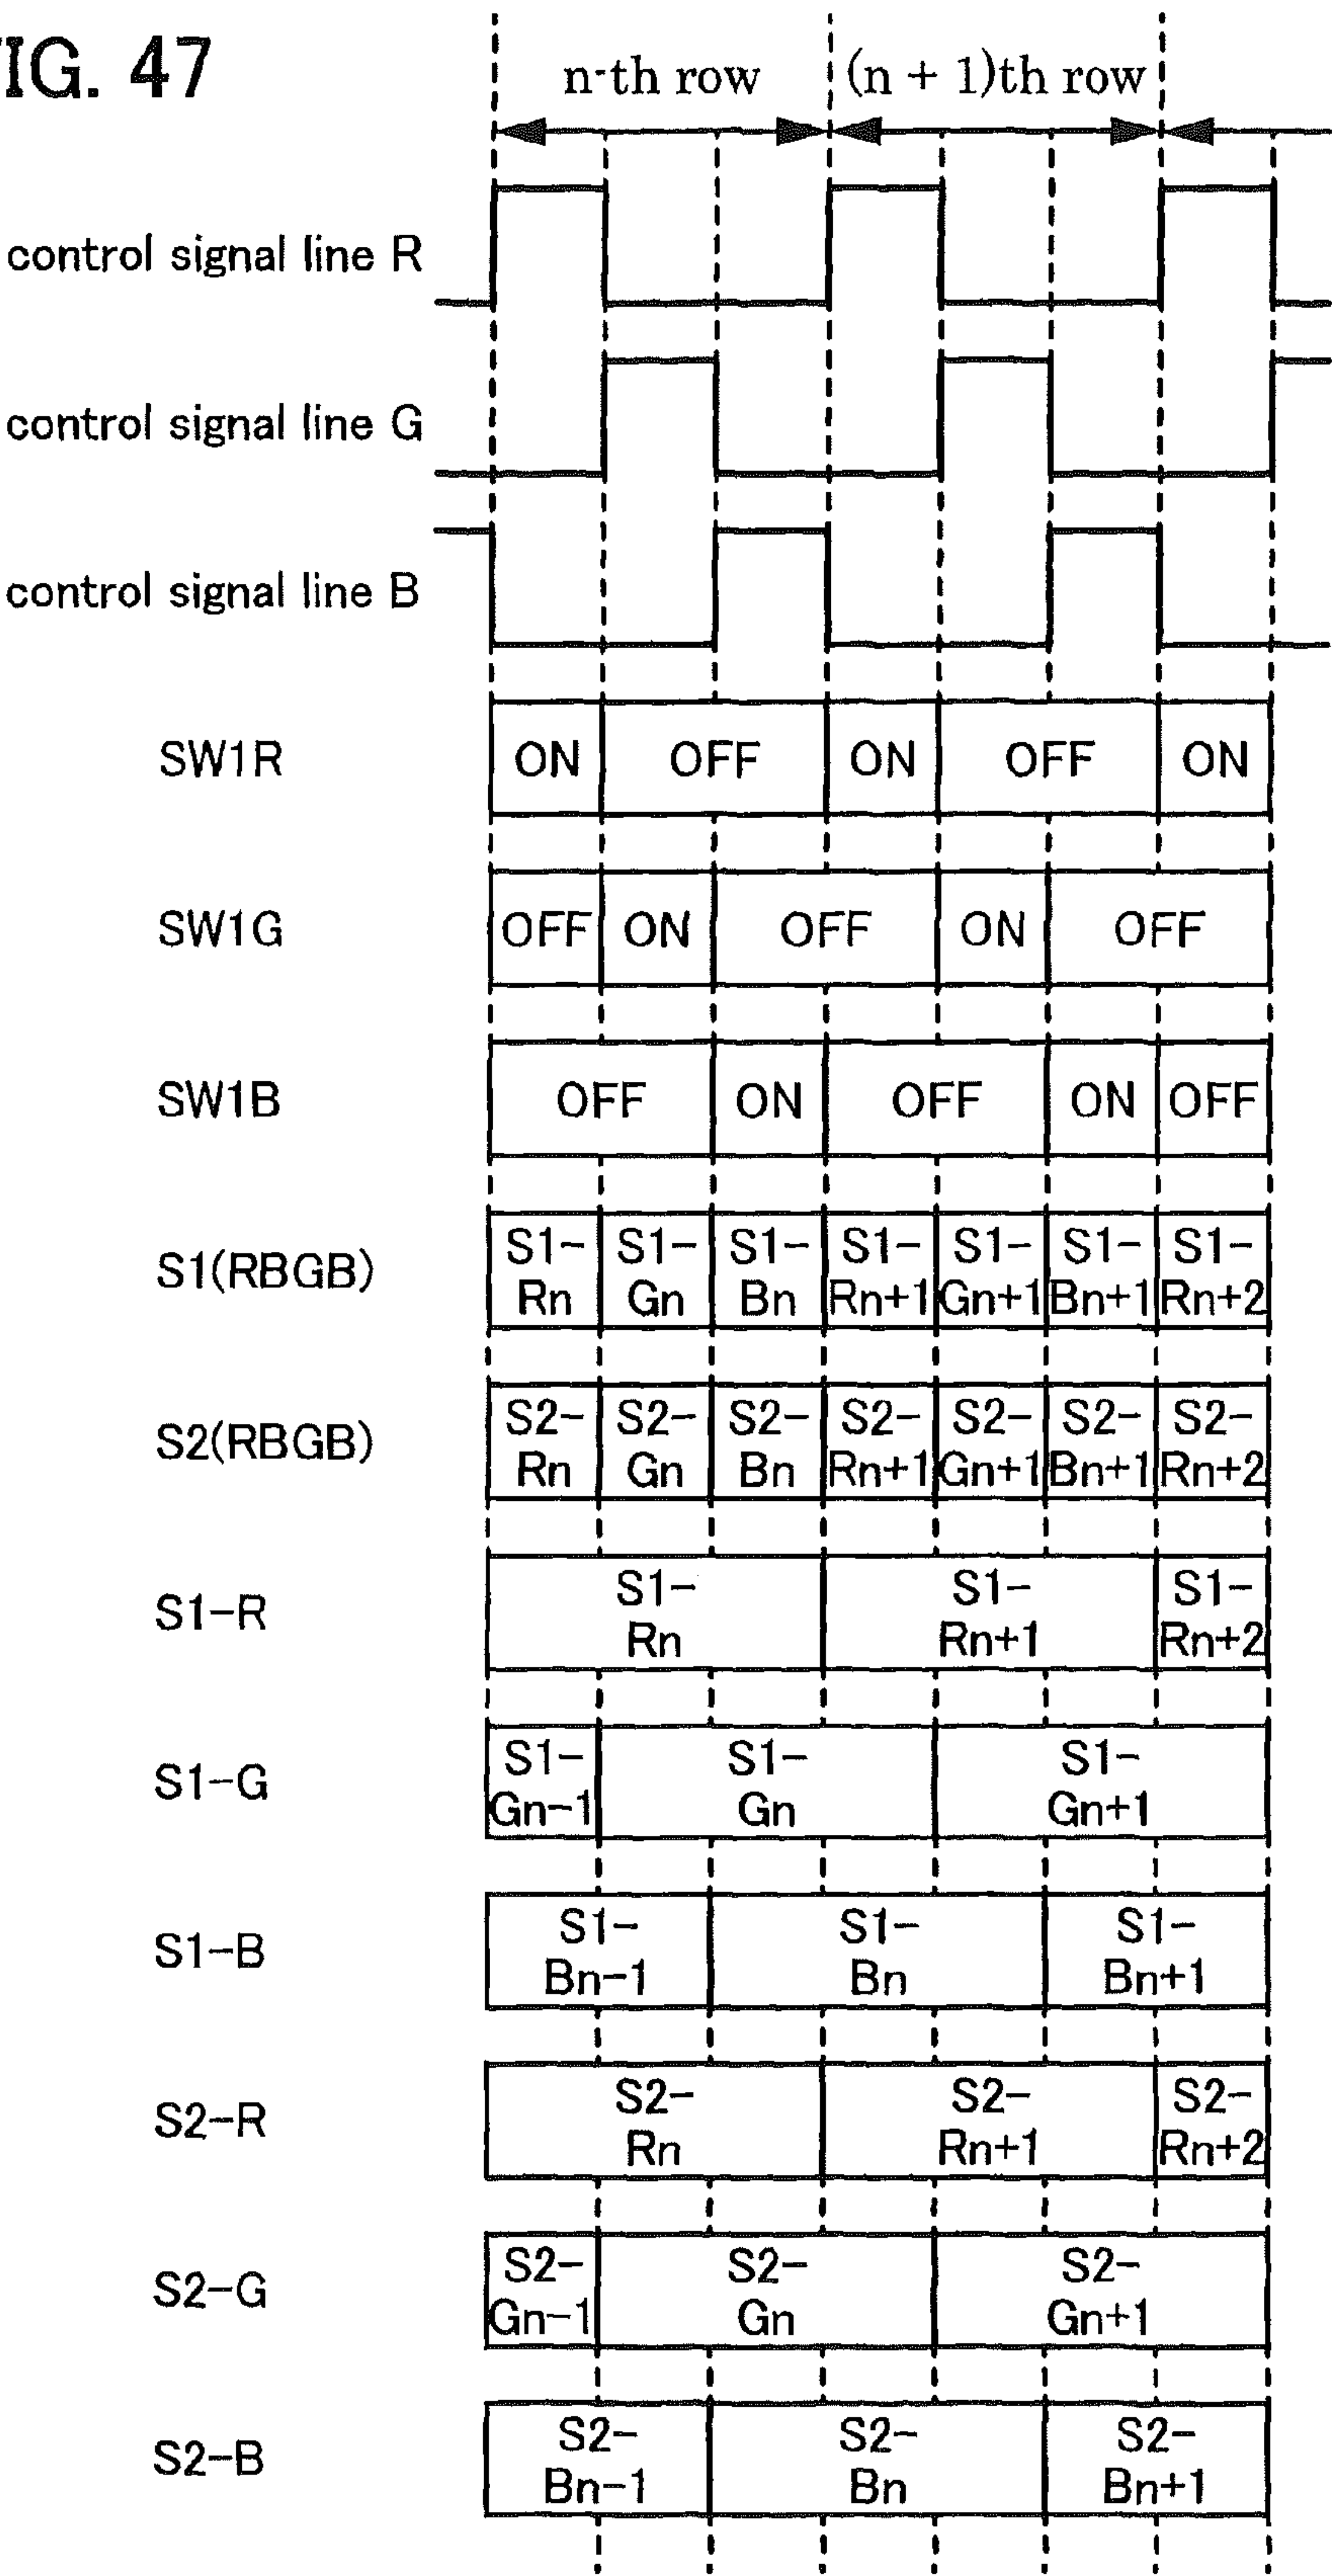 FIG. 47
n-th row (n + 1)th row
control signal line R
control signal line G
control signal line B
SW1R ON OFF ON OFF ON
SW1G OFF ON OFF ON OFF
SW1B OFF ON OFF ON OFF
S1(RBGB) S1-Rn S1-Gn S1-Bn S1-Rn+1 S1-Gn+1 S1-Bn+1 S1-Rn+2
S2(RBGB) S2-Rn S2-Gn S2-Bn S2-Rn+1 S2-Gn+1 S2-Bn+1 S2-Rn+2
S1-R S1-Rn S1-Rn+1 S1-Rn+2
S1-G S1-Gn-1 S1-Gn S1-Gn+1
S1-B S1-Bn-1 S1-Bn S1-Bn+1
S2-R S2-Rn S2-Rn+1 S2-Rn+2
S2-G S2-Gn-1 S2-Gn S2-Gn+1
S2-B S2-Bn-1 S2-Bn S2-Bn+1